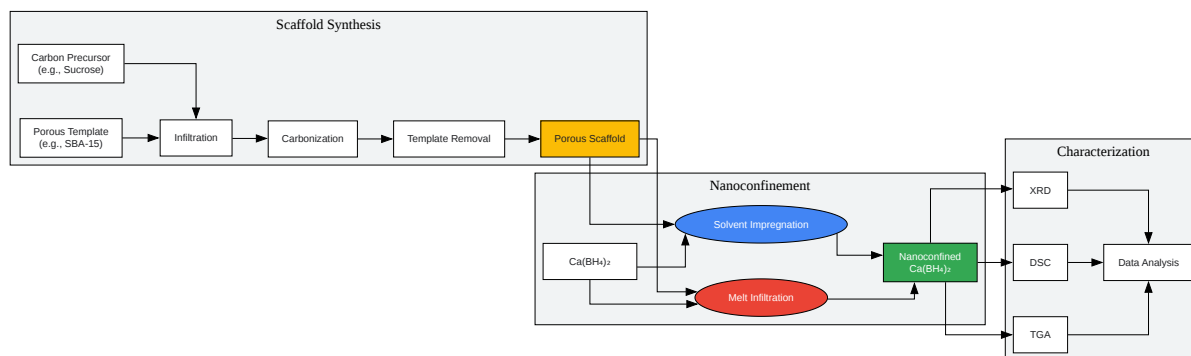 Scaffold Synthesis
Carbon Precursor
(e.g., Sucrose)
Porous Template
(e.g., SBA-15)
Infiltration
Carbonization
Template Removal
Porous Scaffold
Nanoconfinement
Solvent Impregnation
Ca(BH₄)₂
Melt Infiltration
Nanoconfined
Ca(BH₄)₂
Characterization
XRD
DSC
TGA
Data Analysis